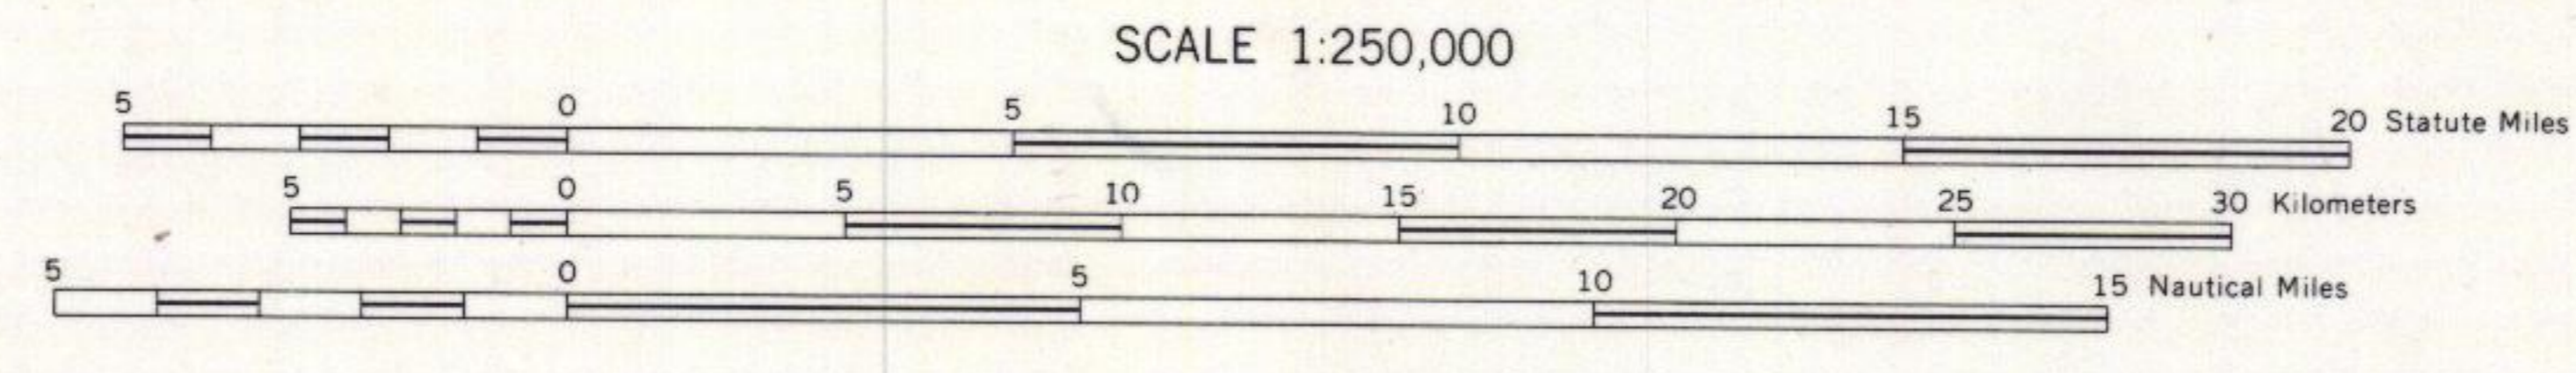 SCALE 1:250,000
5 0 5 10 15 20 Statute Miles
5 0 5 10 15 20 25 30 Kilometers
5 0 5 10 15 Nautical Miles